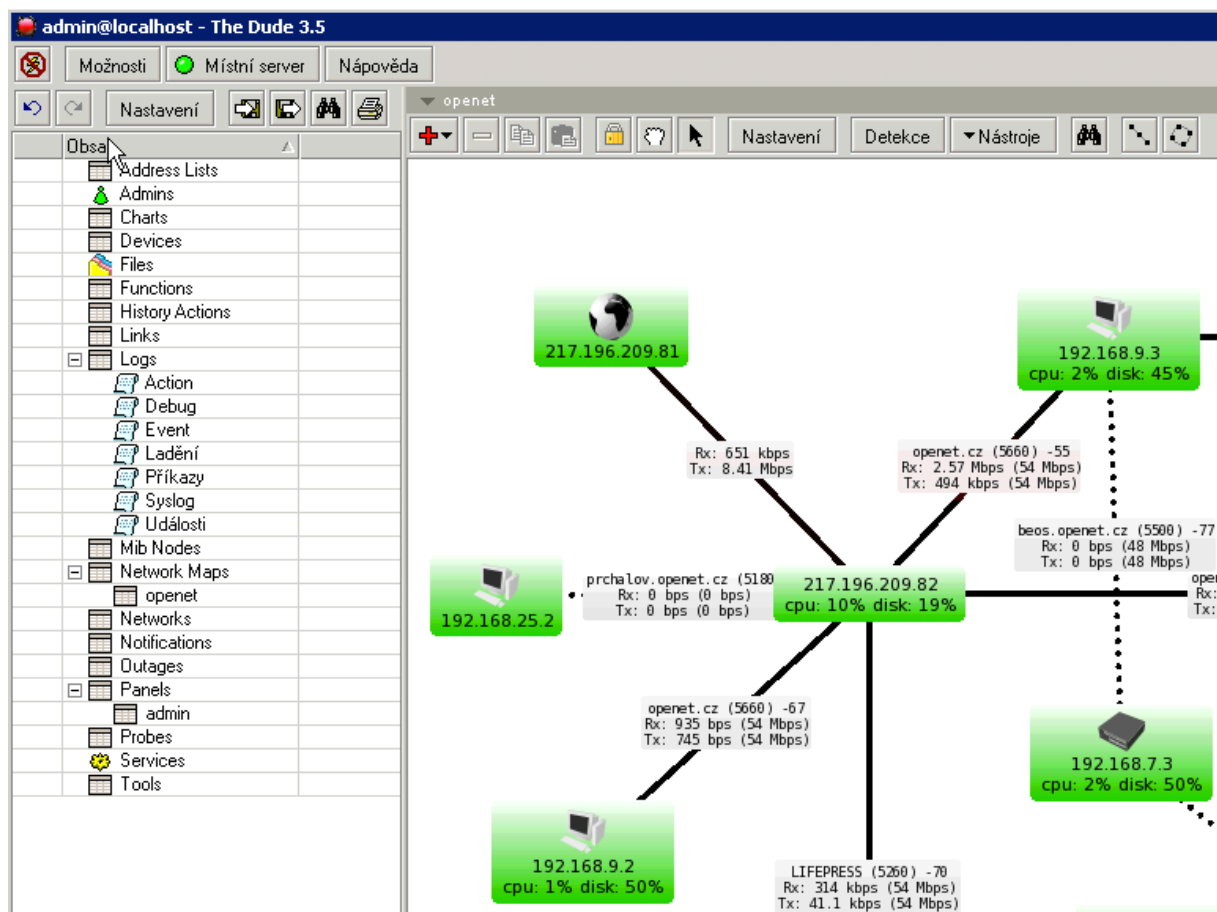 admin@localhost - The Dude 3.5
Možnosti
Místní server
Nápověda
Nastavení
Obsa
Address Lists
Admins
Charts
Devices
Files
Functions
History Actions
Links
Logs
Action
Debug
Event
Ladění
Příkazy
Syslog
Události
Mib Nodes
Network Maps
openet
Networks
Notifications
Outages
Panels
admin
Probes
Services
Tools
openet
Nastavení
Detekce
Nástroje
217.196.209.81
192.168.9.3
cpu: 2% disk: 45%
Rx: 651 kbps
Tx: 8.41 Mbps
openet.cz (5660) -55
Rx: 2.57 Mbps (54 Mbps)
Tx: 494 kbps (54 Mbps)
beos.openet.cz (5500) -77
Rx: 0 bps (48 Mbps)
Tx: 0 bps (48 Mbps)
192.168.25.2
prchalov.openet.cz (5180
Rx: 0 bps (0 bps)
Tx: 0 bps (0 bps)
217.196.209.82
cpu: 10% disk: 19%
open
Rx:
Tx:
openet.cz (5660) -67
Rx: 935 bps (54 Mbps)
Tx: 745 bps (54 Mbps)
192.168.7.3
cpu: 2% disk: 50%
192.168.9.2
cpu: 1% disk: 50%
LIFEPRESS (5260) -70
Rx: 314 kbps (54 Mbps)
Tx: 41.1 kbps (54 Mbps)